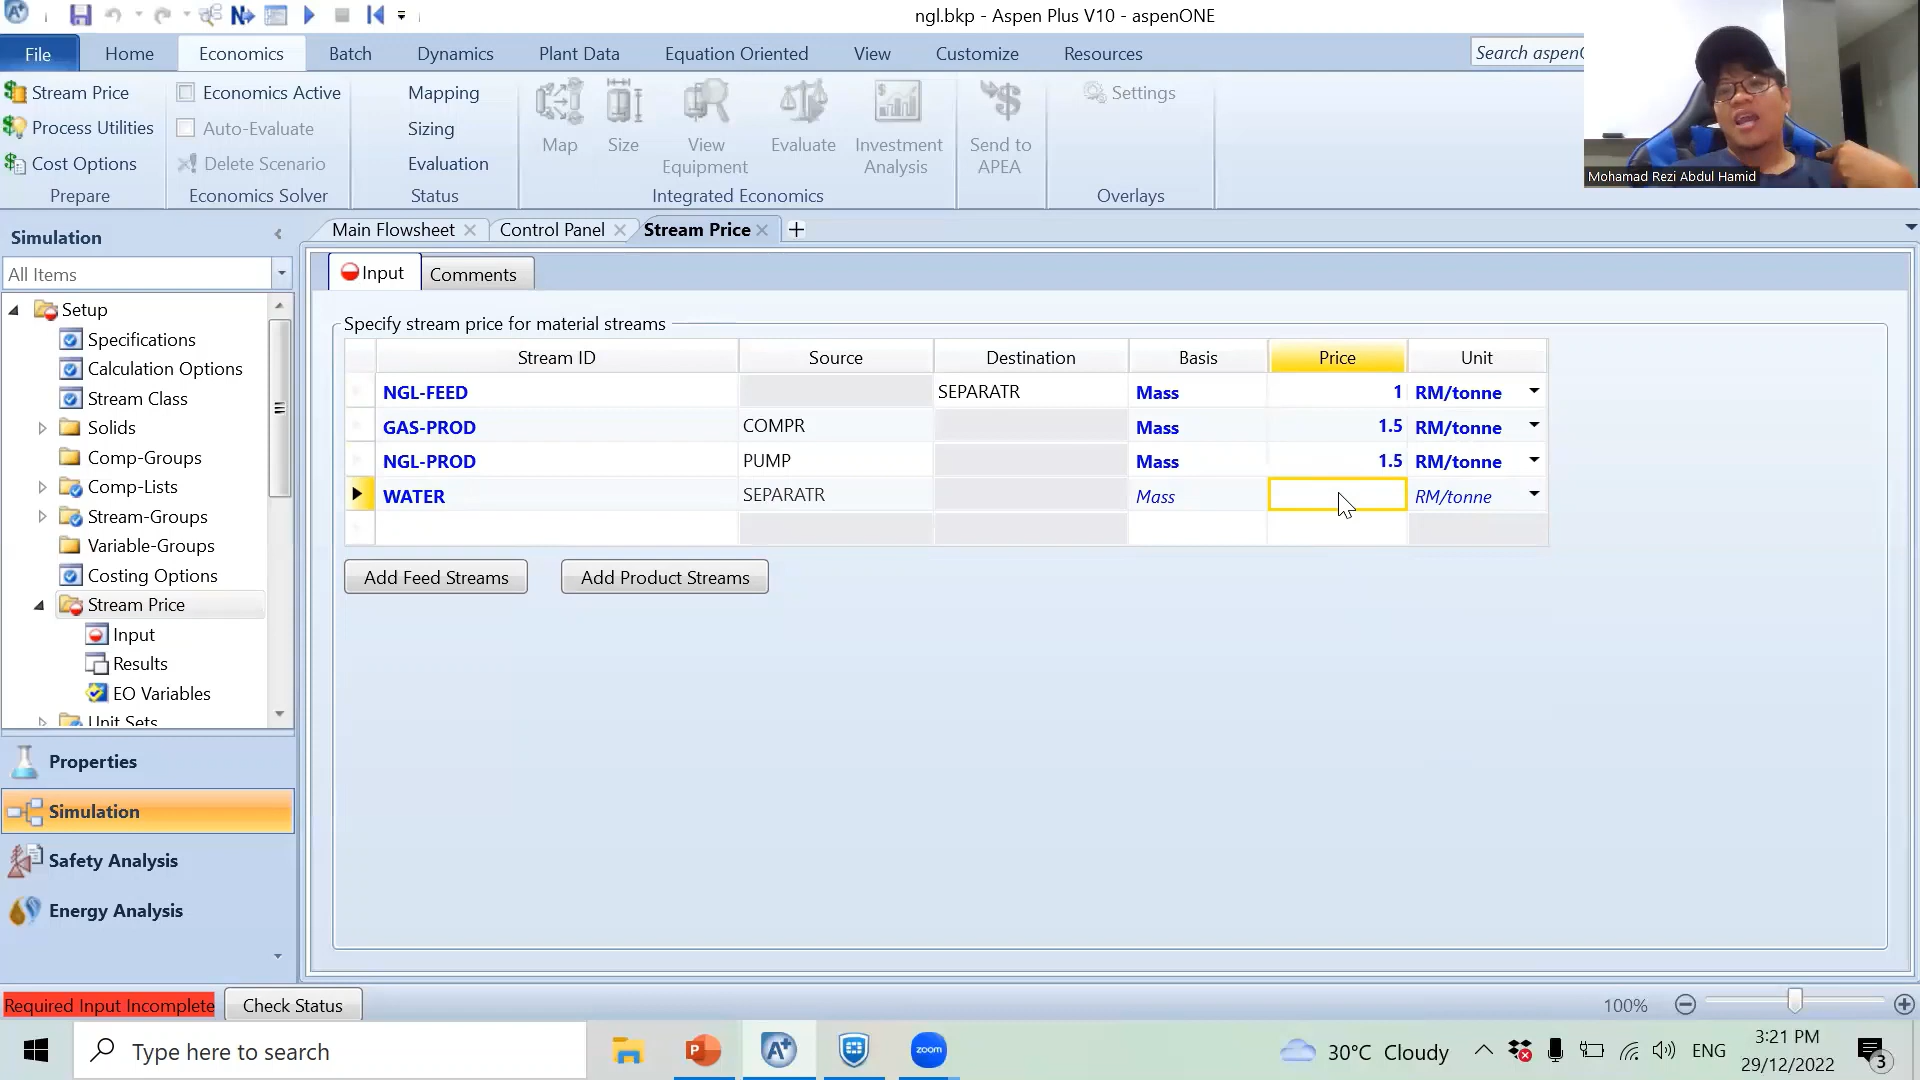 ngl.bkp - Aspen Plus V10 - aspenONE
File
Home
Economics
Batch
Dynamics
Plant Data
Equation Oriented
View
Customize
Resources
Search aspenO
Stream Price
Process Utilities
Cost Options
Prepare
Economics Active
Auto-Evaluate
Delete Scenario
Economics Solver
Mapping
Sizing
Evaluation
Status
Map
Size
View
Equipment
Evaluate
Investment
Analysis
Integrated Economics
Send to
APEA
Settings
Overlays
Mohamad Rezi Abdul Hamid
Simulation
All Items
Main Flowsheet
Control Panel
Stream Price
Input
Comments
Setup
Specifications
Calculation Options
Stream Class
Solids
Comp-Groups
Comp-Lists
Stream-Groups
Variable-Groups
Costing Options
Stream Price
Input
Results
EO Variables
Unit Sets
Properties
Simulation
Safety Analysis
Energy Analysis
Specify stream price for material streams
Stream ID Source Destination Basis Price Unit
NGL-FEED SEPARATR Mass 1 RM/tonne
GAS-PROD COMPR Mass 1.5 RM/tonne
NGL-PROD PUMP Mass 1.5 RM/tonne
WATER SEPARATR Mass RM/tonne
Add Feed Streams
Add Product Streams
Required Input Incomplete
Check Status
100%
Type here to search
zoom
30°C Cloudy
ENG
3:21 PM
29/12/2022
3